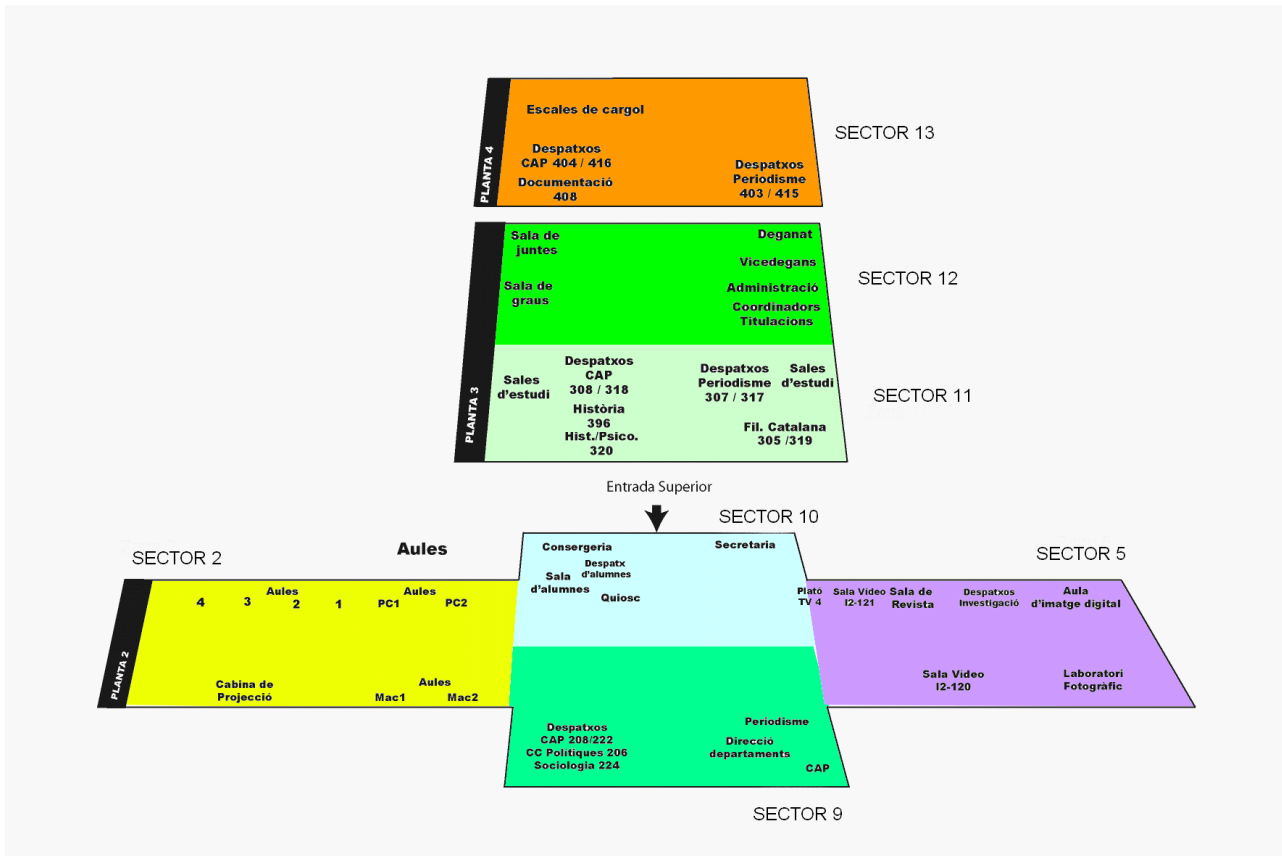 PLANTA 4
Escales de cargol
SECTOR 13
Despatxos
CAP 404 / 416
Documentació
408
Despatxos
Periodisme
403 / 415
PLANTA 3
Sala de
juntes
Deganat
Vicedegans
SECTOR 12
Sala de
graus
Administració
Coordinadors
Titulacions
Sales
d'estudi
Despatxos
CAP
308 / 318
Història
396
Hist./Psico.
320
Despatxos
Periodisme
307 / 317
Sales
d'estudi
SECTOR 11
Fil. Catalana
305 /319
Entrada Superior
SECTOR 10
SECTOR 2
Aules
SECTOR 5
PLANTA 2
Aules
4 3 2 1
Aules
PC1 PC2
Cabina de
Projecció
Aules
Mac1 Mac2
Consergeria
Secretaria
Despatx
d'alumnes
Sala
d'alumnes
Quiosc
Plató
TV 4
Sala Vídeo
I2-121
Sala de
Revista
Despatxos
Investigació
Aula
d'imatge digital
Sala Vídeo
I2-120
Laboratori
Fotogràfic
Despatxos
CAP 208/222
CC Polítiques 206
Sociologia 224
Periodisme
Direcció
departaments
CAP
SECTOR 9